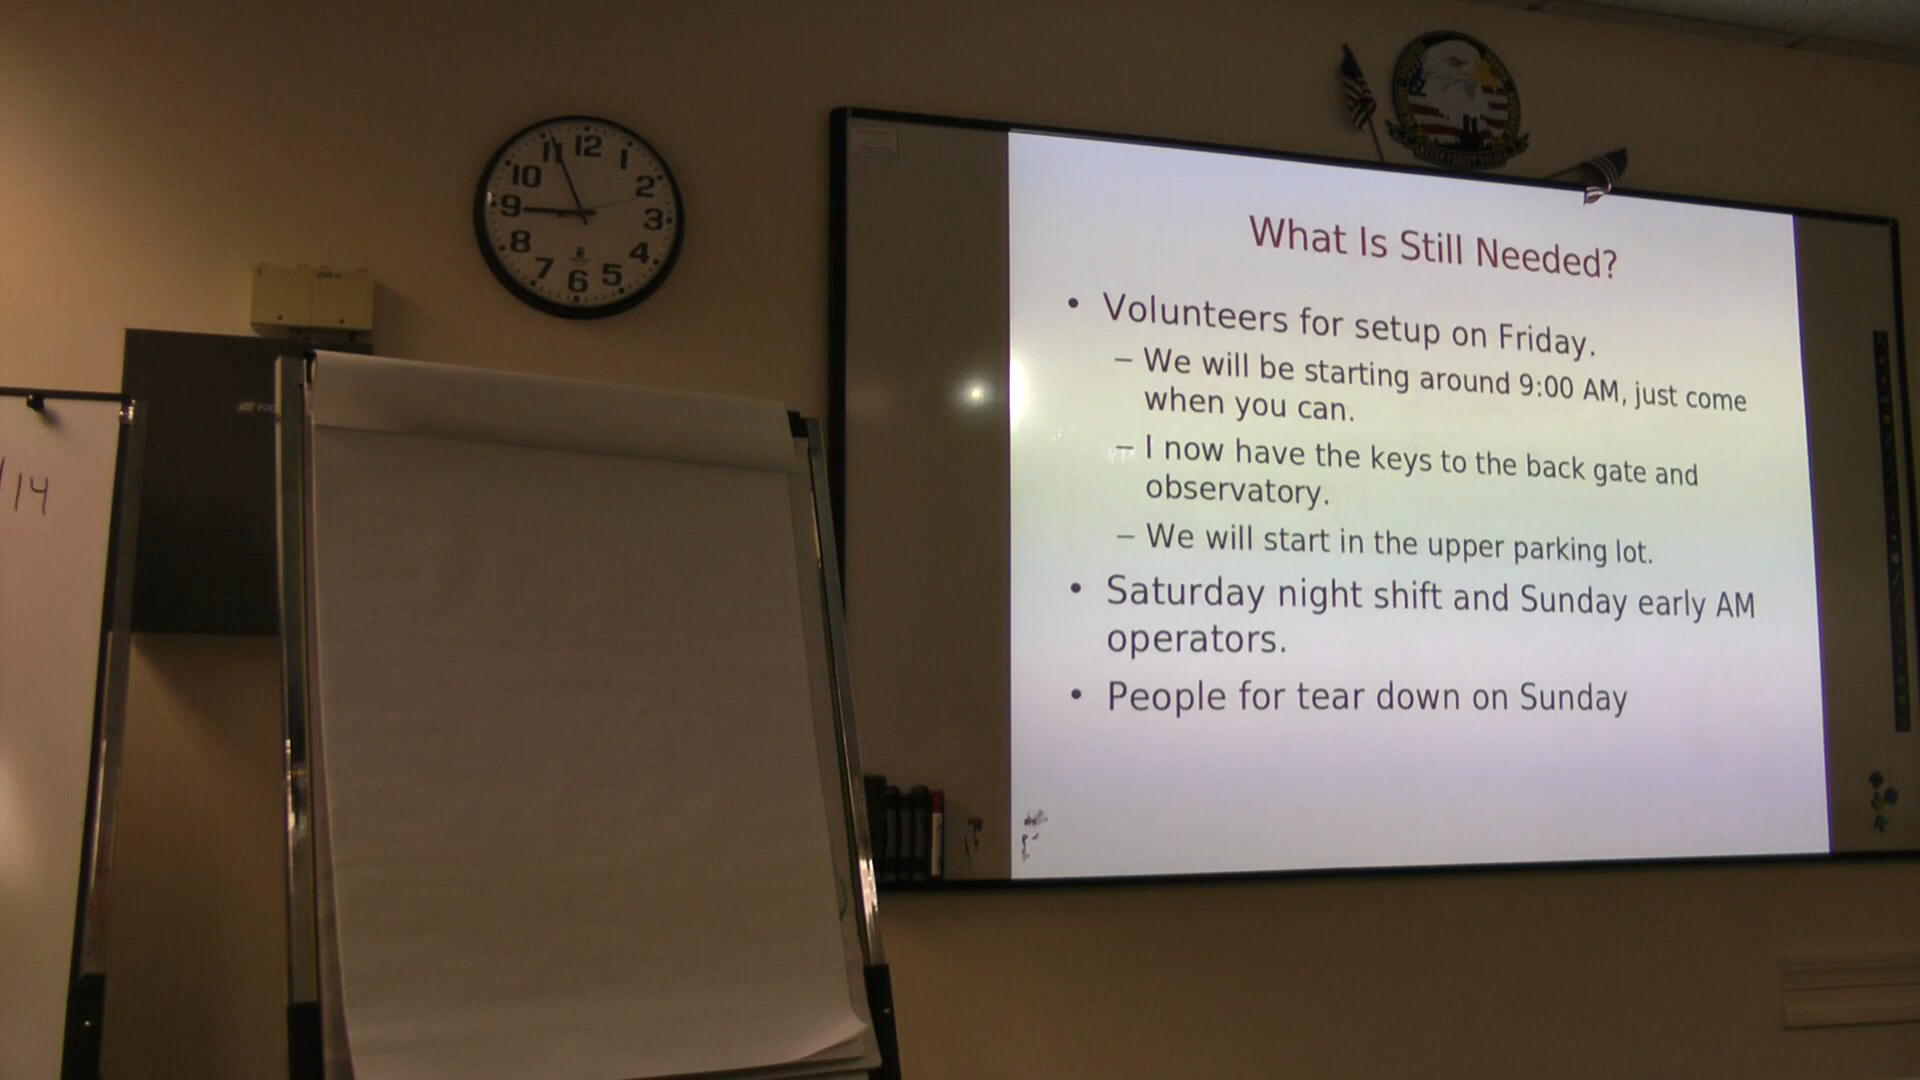 12
11
1
10
2
9
3
8
4
7
5
6
/14
What Is Still Needed?
• Volunteers for setup on Friday.
– We will be starting around 9:00 AM, just come
when you can.
– I now have the keys to the back gate and
observatory.
– We will start in the upper parking lot.
• Saturday night shift and Sunday early AM
operators.
• People for tear down on Sunday